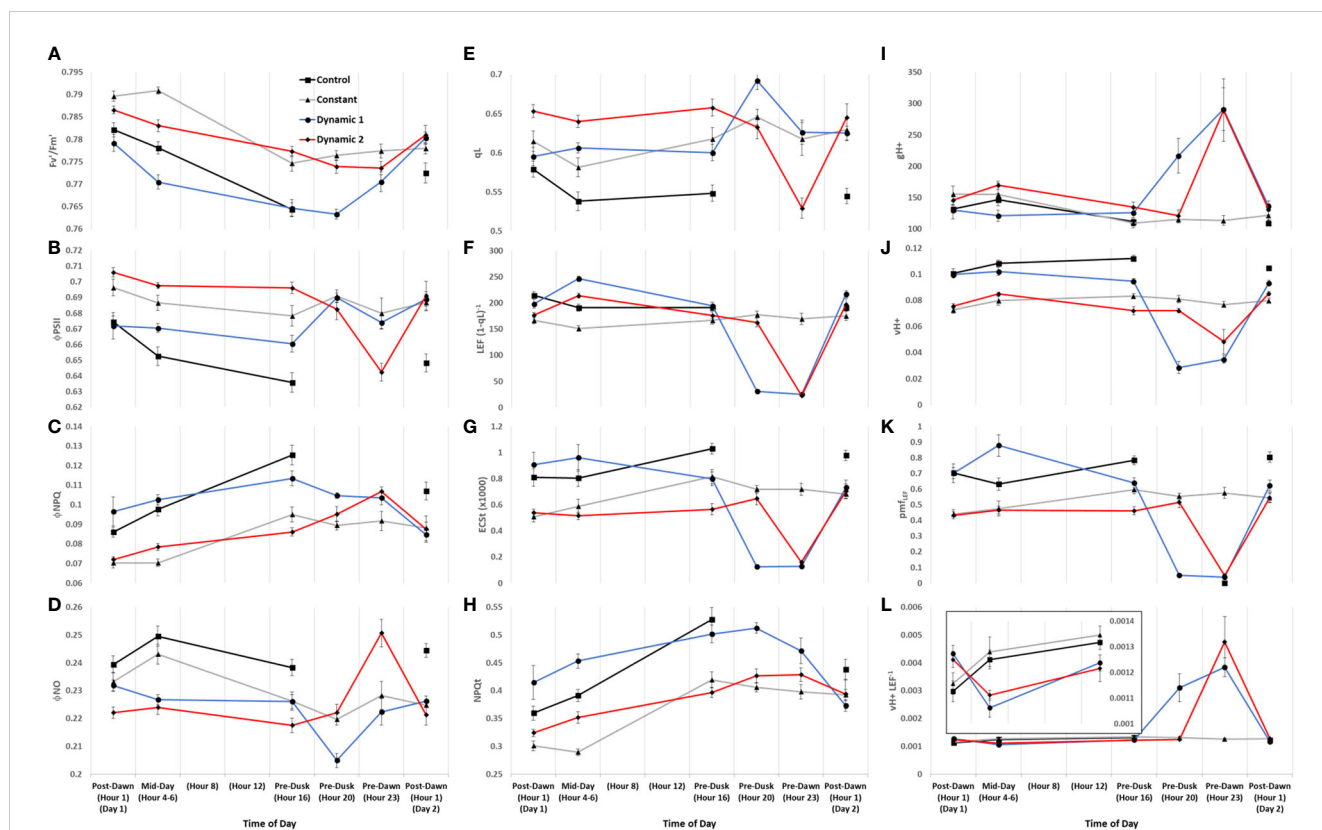 A
Fv'/Fm'
0.795
0.79
0.785
0.78
0.775
0.77
0.765
0.76
Control
Constant
Dynamic 1
Dynamic 2
B
ϕPSII
0.71
0.7
0.69
0.68
0.67
0.66
0.65
0.63
0.63
0.62
C
ϕNPQ
0.14
0.13
0.12
0.11
0.1
0.09
0.08
0.07
0.06
D
ϕNO
0.26
0.25
0.24
0.23
0.22
0.21
0.2
Post-Dawn Mid-Day (Hour 8) (Hour 12) Pre-Dusk Pre-Dusk Pre-Dawn Post-Dawn
(Hour 1) (Hour 4-6) (Hour 16) (Hour 20) (Hour 23) (Hour 1)
(Day 1) (Day 2)
Time of Day
E
qL
0.7
0.65
0.6
0.55
0.5
F
LEF (1-qL)⁻¹
300
250
200
150
100
50
0
G
ECSt (x1000)
1.2
1
0.8
0.6
0.4
0.2
0
H
NPQt
0.55
0.5
0.45
0.4
0.35
0.3
0.25
Post-Dawn Mid-Day (Hour 8) (Hour 12) Pre-Dusk Pre-Dusk Pre-Dawn Post-Dawn
(Hour 1) (Hour 4-6) (Hour 16) (Hour 20) (Hour 23) (Hour 1)
(Day 1) (Day 2)
Time of Day
I
gH+
350
300
250
200
150
100
J
vH+
0.12
0.1
0.08
0.06
0.04
0.02
0
K
pmf LEF
1
0.9
0.8
0.7
0.6
0.5
0.4
0.3
0.2
0.1
0
L
vH+ LEF⁻¹
0.006
0.005
0.004
0.003
0.002
0.001
0
0.0014
0.0013
0.0012
0.0011
0.001
Post-Dawn Mid-Day (Hour 8) (Hour 12) Pre-Dusk Pre-Dusk Pre-Dawn Post-Dawn
(Hour 1) (Hour 4-6) (Hour 16) (Hour 20) (Hour 23) (Hour 1)
(Day 1) (Day 2)
Time of Day